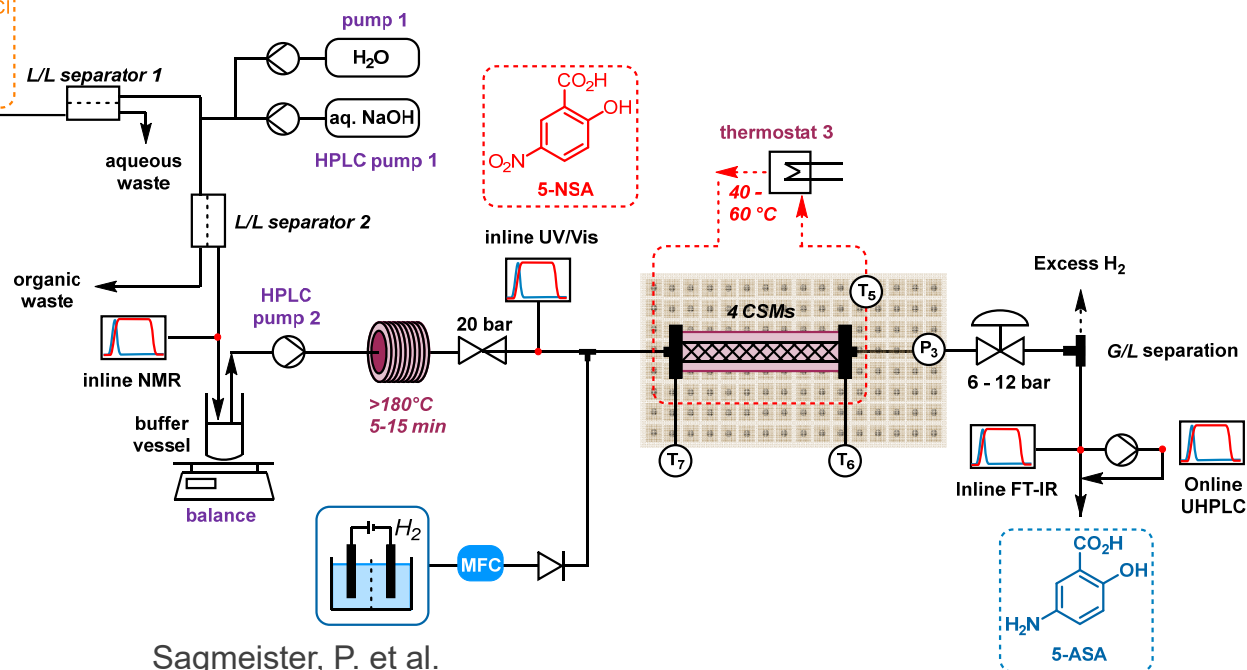 cl
pump 1
H₂O
L/L separator 1
aq. NaOH
HPLC pump 1
aqueous
waste
L/L separator 2
organic
waste
inline NMR
buffer
vessel
balance
HPLC
pump 2
>180°C
5-15 min
20 bar
inline UV/Vis
CO₂H
OH
O₂N
5-NSA
thermostat 3
40 -
60 °C
4 CSMs
T₅
T₇
T₆
P₃
6 - 12 bar
Excess H₂
G/L separation
Inline FT-IR
Online
UHPLC
H₂
MFC
CO₂H
OH
H₂N
5-ASA
Sagmeister, P. et al.